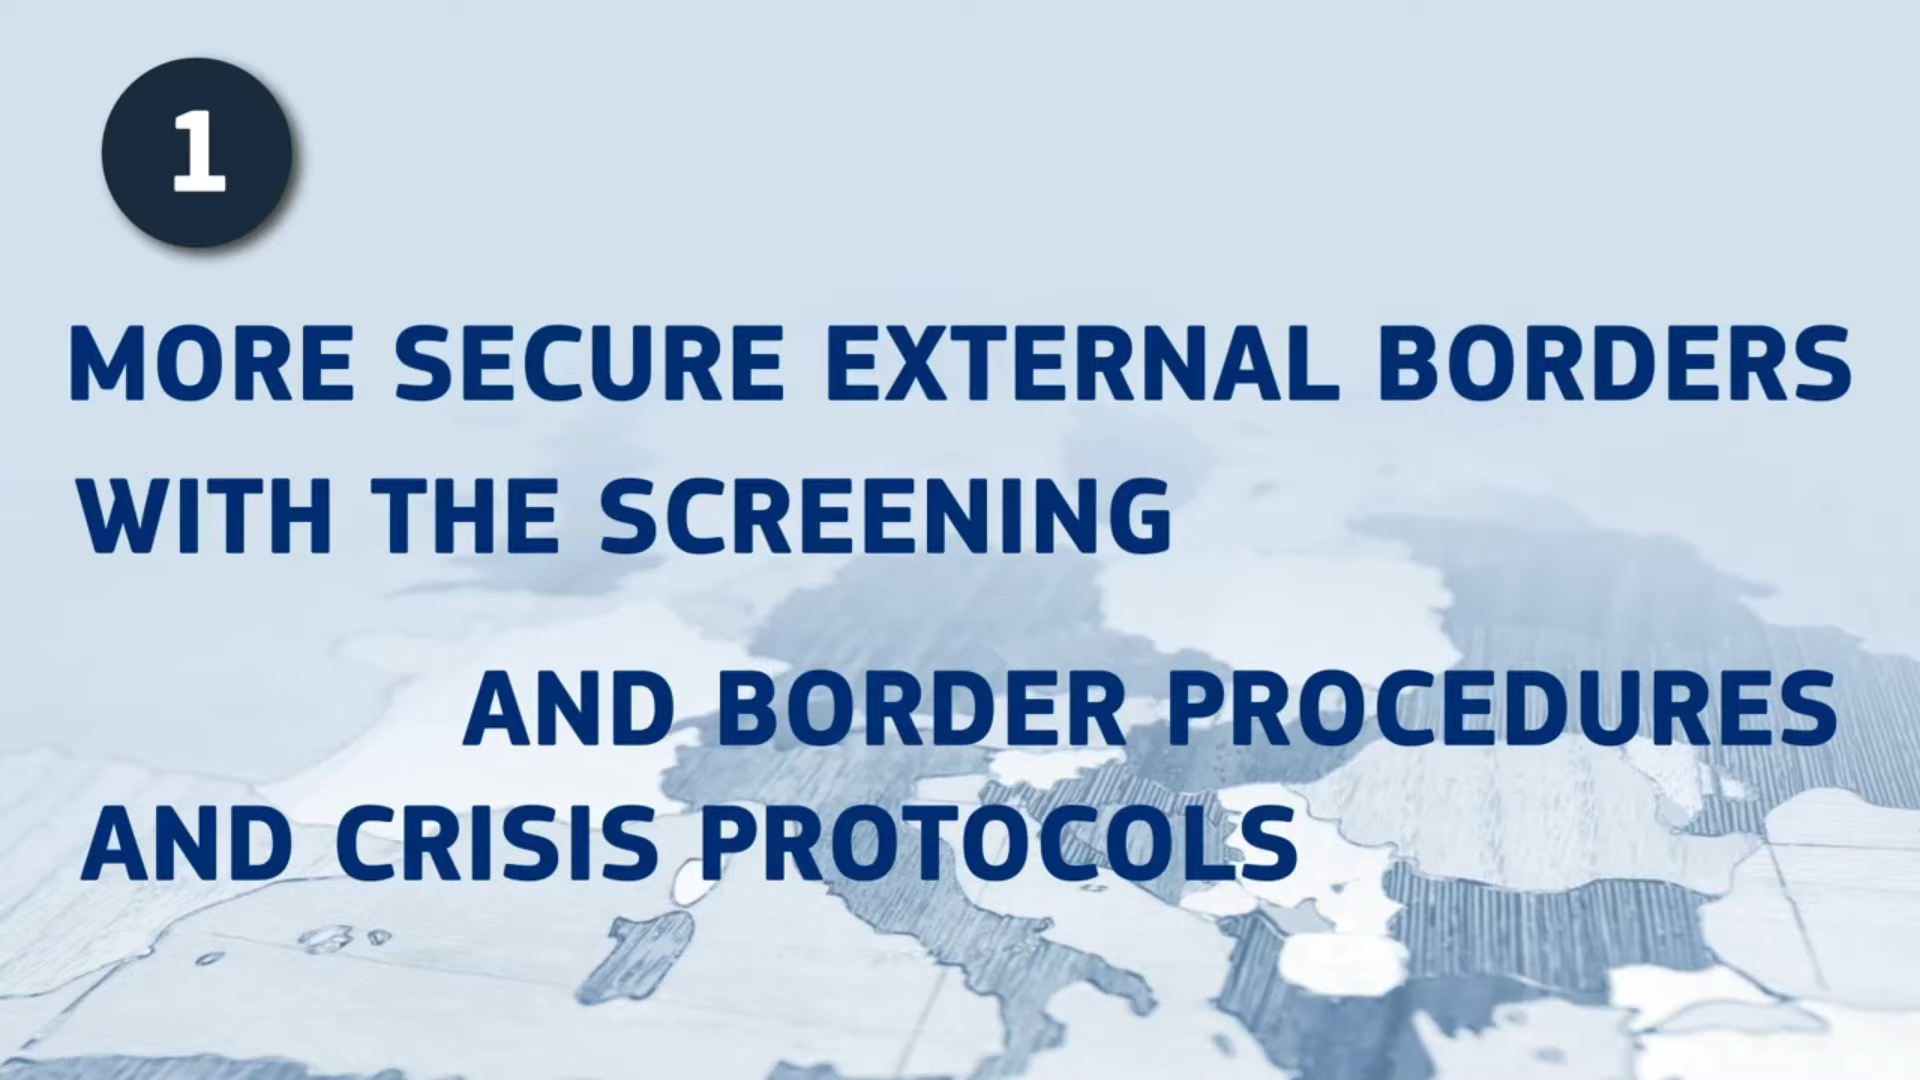 1
MORE SECURE EXTERNAL BORDERS
WITH THE SCREENING
AND BORDER PROCEDURES
AND CRISIS PROTOCOLS